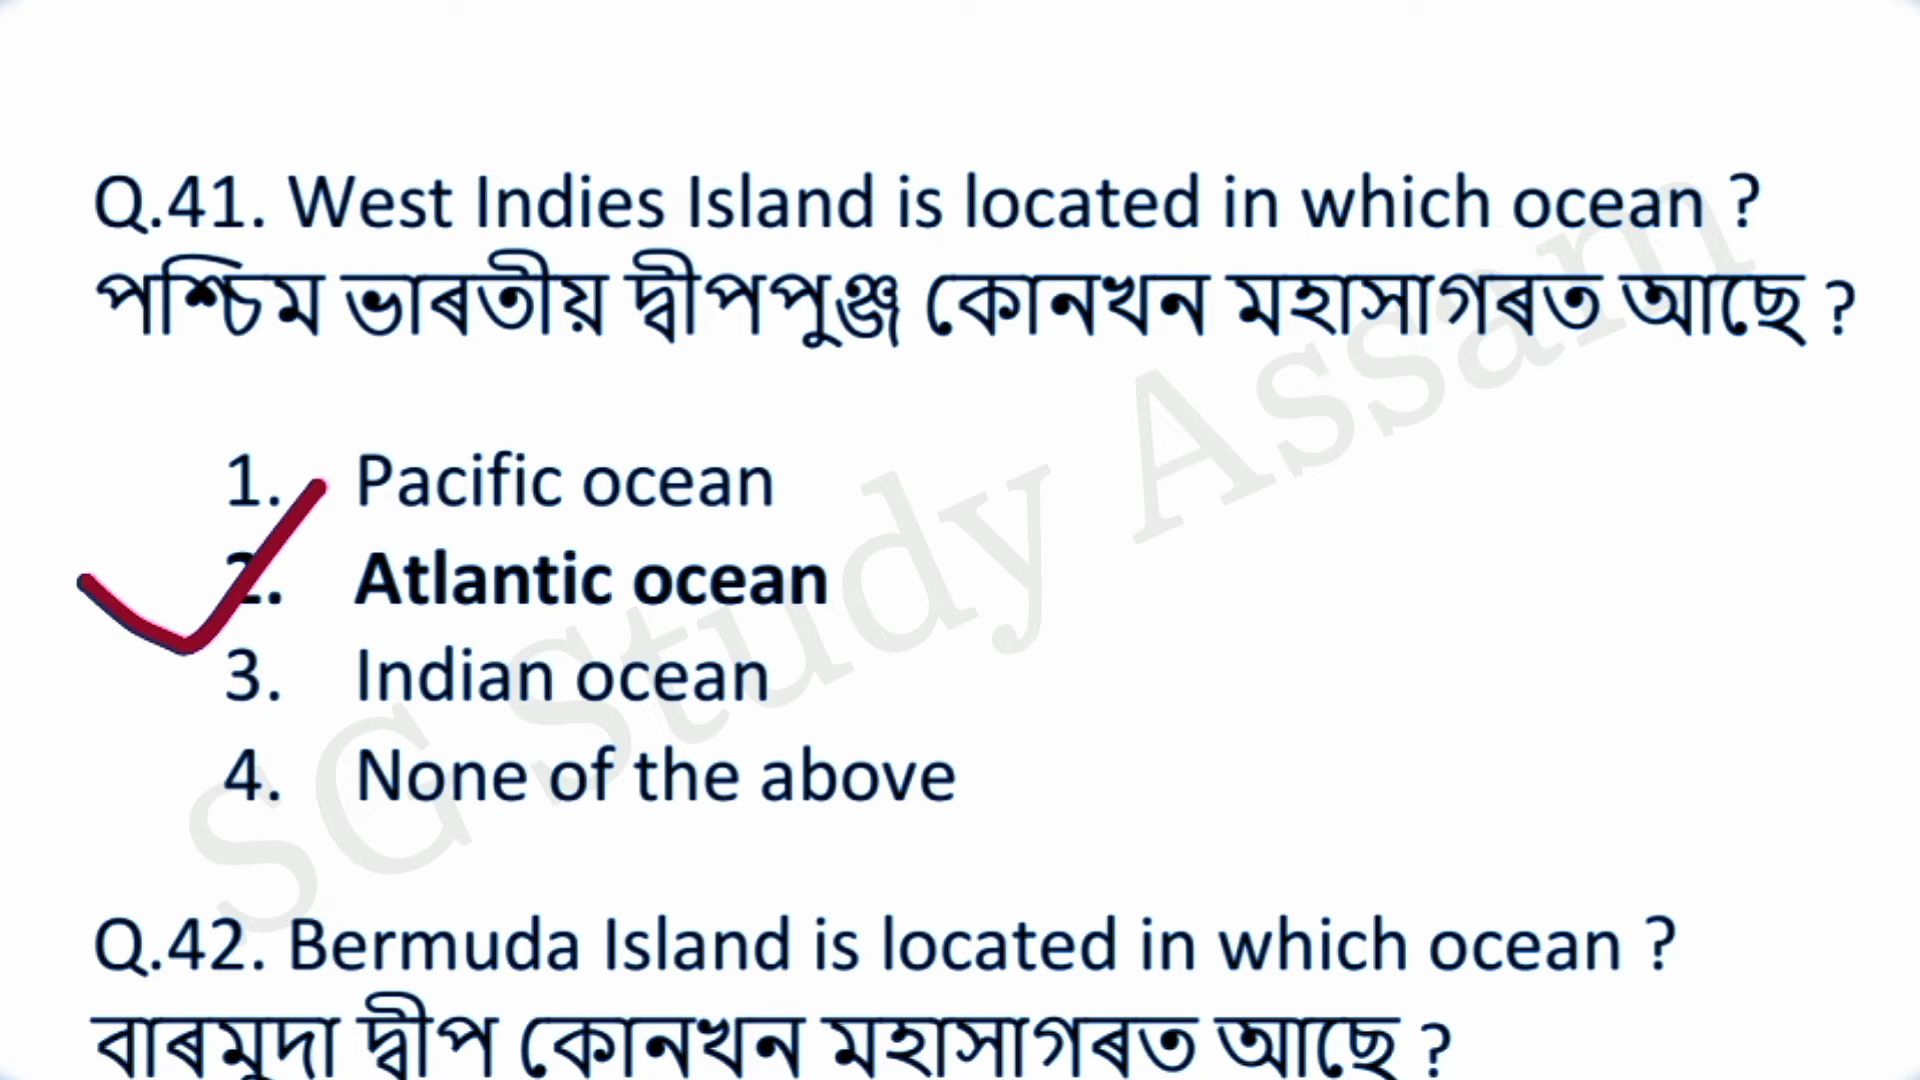 Q.41. West Indies Island is located in which ocean ?
পশ্চিম ভাৰতীয় দ্বীপপুঞ্জ কোনখন মহাসাগৰত আছে ?
1. Pacific ocean
2. Atlantic ocean
3. Indian ocean
4. None of the above
SG Study Assam
Q.42. Bermuda Island is located in which ocean ?
বাৰমুদা দ্বীপ কোনখন মহাসাগৰত আছে ?